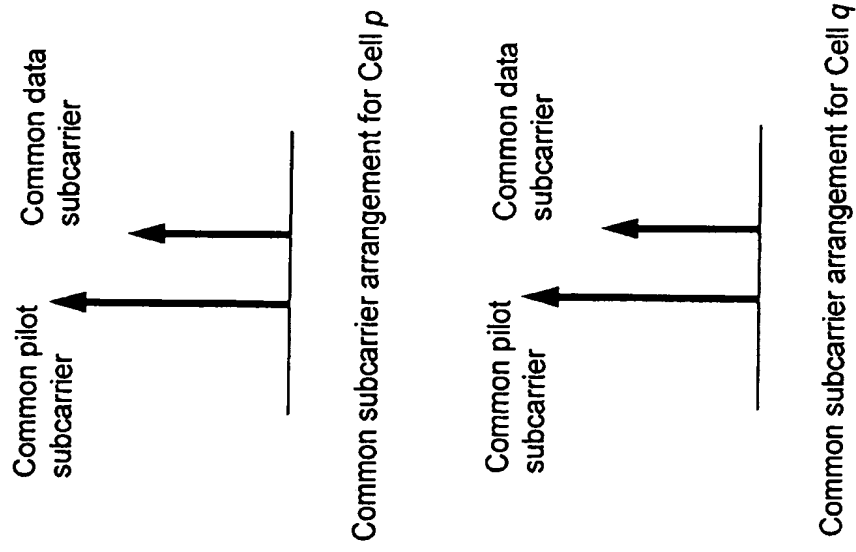 Common pilot
subcarrier
Common data
subcarrier
Common subcarrier arrangement for Cell p
Common pilot
subcarrier
Common data
subcarrier
Common subcarrier arrangement for Cell q